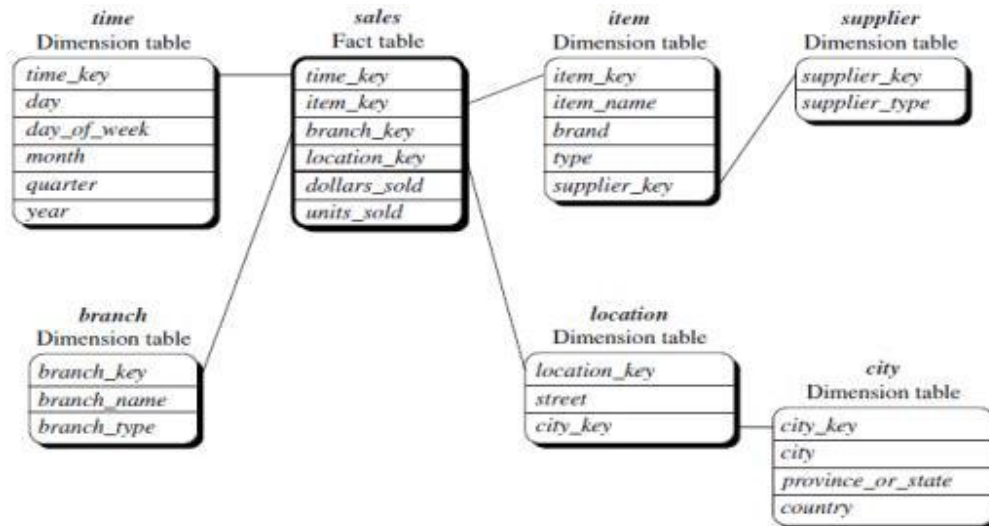 time
Dimension table
time_key
day
day_of_week
month
quarter
year
sales
Fact table
time_key
item_key
branch_key
location_key
dollars_sold
units_sold
item
Dimension table
item_key
item_name
brand
type
supplier_key
supplier
Dimension table
supplier_key
supplier_type
branch
Dimension table
branch_key
branch_name
branch_type
location
Dimension table
location_key
street
city_key
city
Dimension table
city_key
city
province_or_state
country